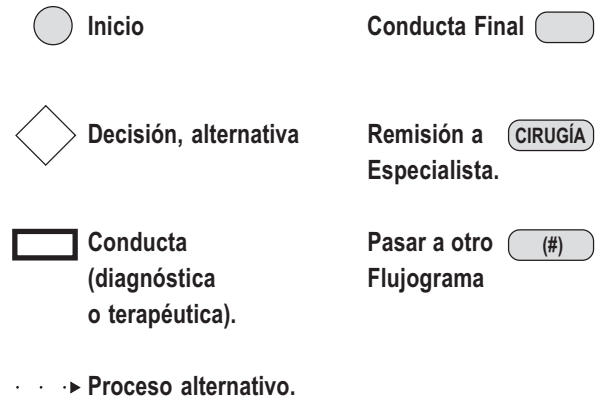 Inicio
Decisión, alternativa
Conducta
(diagnóstica
o terapéutica).
Proceso alternativo.
Conducta Final
Remisión a CIRUGÍA
Especialista.
Pasar a otro (#)
Flujograma